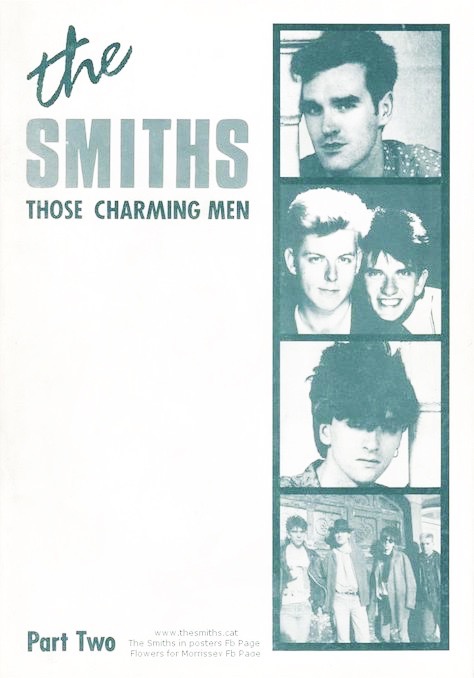 the
SMITHS
THOSE CHARMING MEN
Part Two
www.thesmiths.cat
The Smiths in posters Fb Page
Flowers for Morrissey Fb Page